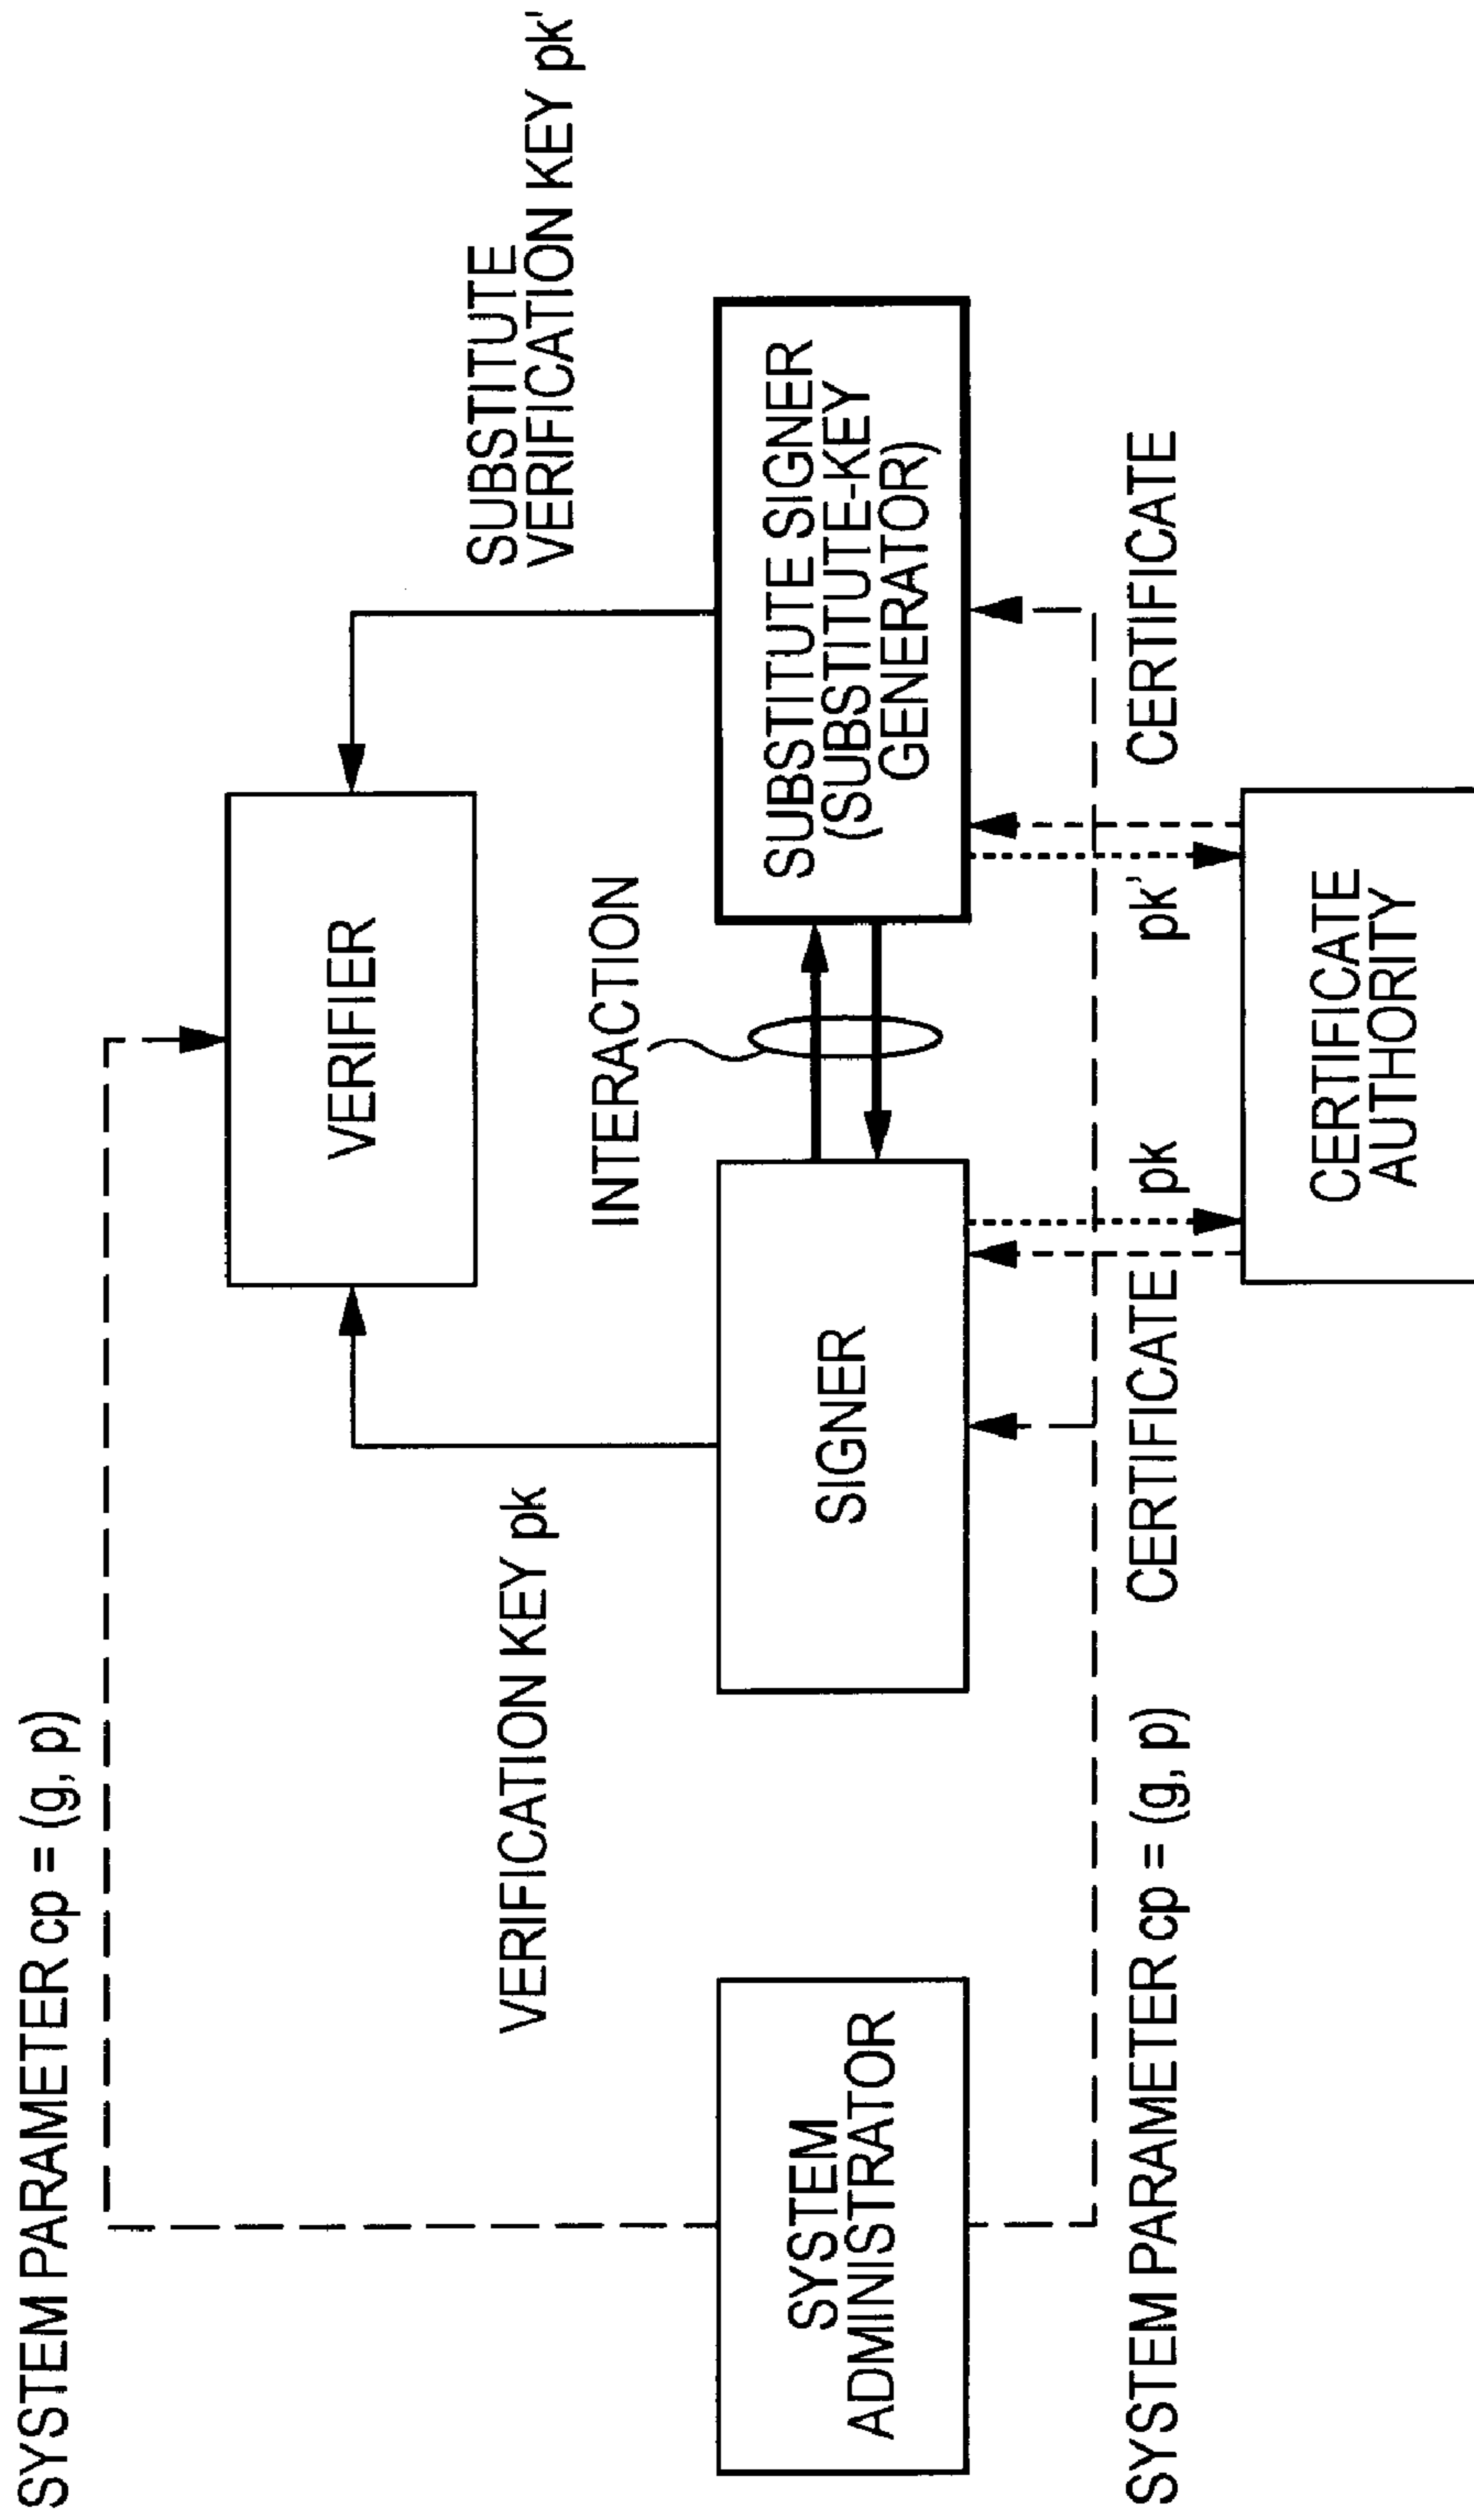 SYSTEM PARAMETER cp = (g, p)
VERIFIER
SUBSTITUTE
VERIFICATION KEY pk'
VERIFICATION KEY pk
INTERACTION
SYSTEM
ADMINISTRATOR
SIGNER
SUBSTITUTE SIGNER
(SUBSTITUTE-KEY
GENERATOR)
SYSTEM PARAMETER cp = (g, p)
CERTIFICATE
pk
pk'
CERTIFICATE
CERTIFICATE
AUTHORITY